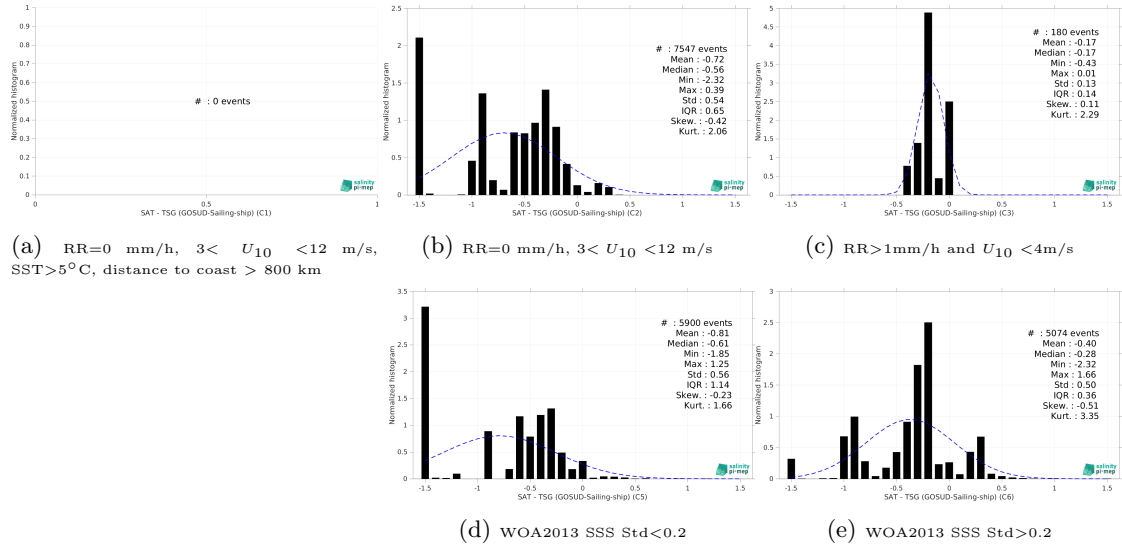 Normalized histogram
1
0.9
0.8
0.7
0.6
0.5
0.4
0.3
0.2
0.1
0
# : 0 events
0 0.5 1
SAT - TSG (GOSUD-Sailing-ship) (C1)
salinity
pi-mep
(a) RR=0 mm/h, 3< U10 <12 m/s,
SST>5°C, distance to coast > 800 km
Normalized histogram
2.5
2
1.5
1
0.5
0
# : 7547 events
Mean : -0.72
Median : -0.56
Min : -2.32
Max : 0.39
Std : 0.54
IQR : 0.65
Skew. : -0.42
Kurt. : 2.06
-1.5 -1 -0.5 0 0.5 1 1.5
SAT - TSG (GOSUD-Sailing-ship) (C2)
salinity
pi-mep
(b) RR=0 mm/h, 3< U10 <12 m/s
Normalized histogram
5
4
3
2
1
0
# : 180 events
Mean : -0.17
Median : -0.17
Min : -0.43
Max : 0.01
Std : 0.13
IQR : 0.14
Skew. : 0.11
Kurt. : 2.29
-1.5 -1 -0.5 0 0.5 1 1.5
SAT - TSG (GOSUD-Sailing-ship) (C3)
salinity
pi-mep
(c) RR>1mm/h and U10 <4m/s
Normalized histogram
3.5
3
2.5
2
1.5
1
0.5
0
# : 5900 events
Mean : -0.81
Median : -0.61
Min : -1.85
Max : 1.25
Std : 0.56
IQR : 1.14
Skew. : -0.23
Kurt. : 1.66
-1.5 -1 -0.5 0 0.5 1 1.5
SAT - TSG (GOSUD-Sailing-ship) (C5)
salinity
pi-mep
(d) WOA2013 SSS Std<0.2
Normalized histogram
3
2.5
2
1.5
1
0.5
0
# : 5074 events
Mean : -0.40
Median : -0.28
Min : -2.32
Max : 1.66
Std : 0.50
IQR : 0.36
Skew. : -0.51
Kurt. : 3.35
-1.5 -1 -0.5 0 0.5 1 1.5
SAT - TSG (GOSUD-Sailing-ship) (C6)
salinity
pi-mep
(e) WOA2013 SSS Std>0.2